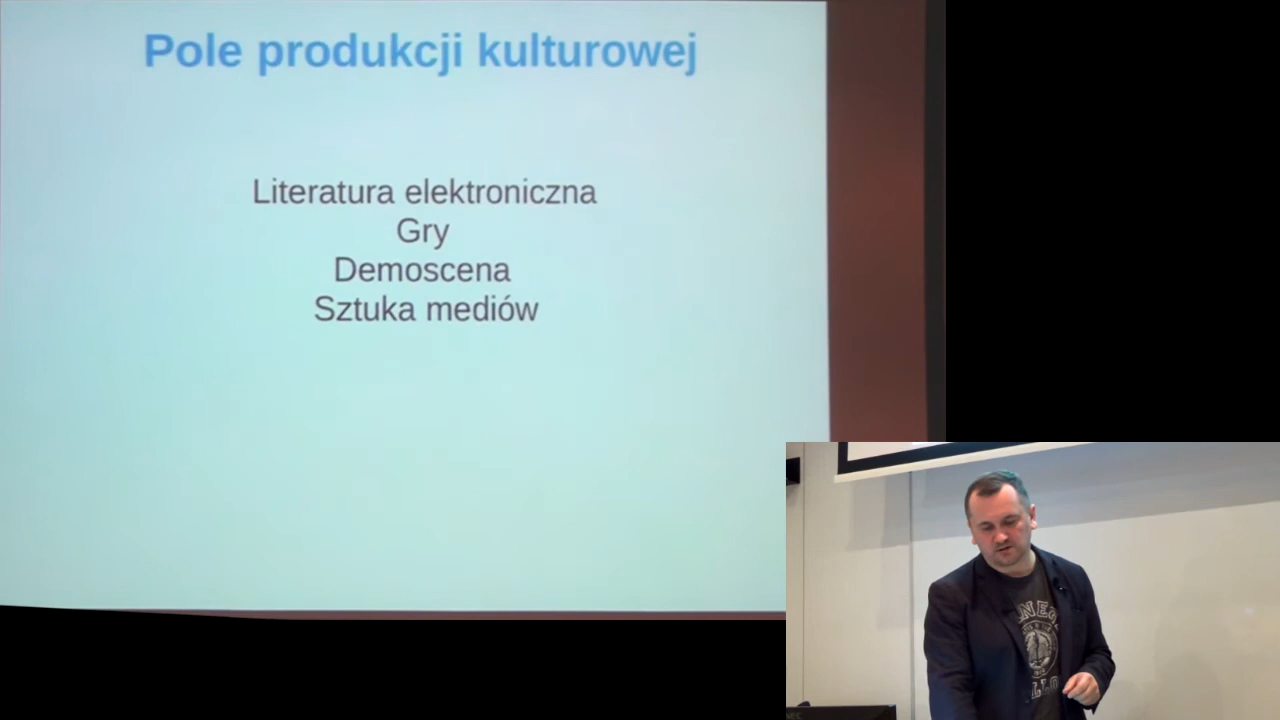 Pole produkcji kulturowej
Literatura elektroniczna
Gry
Demoscena
Sztuka mediów